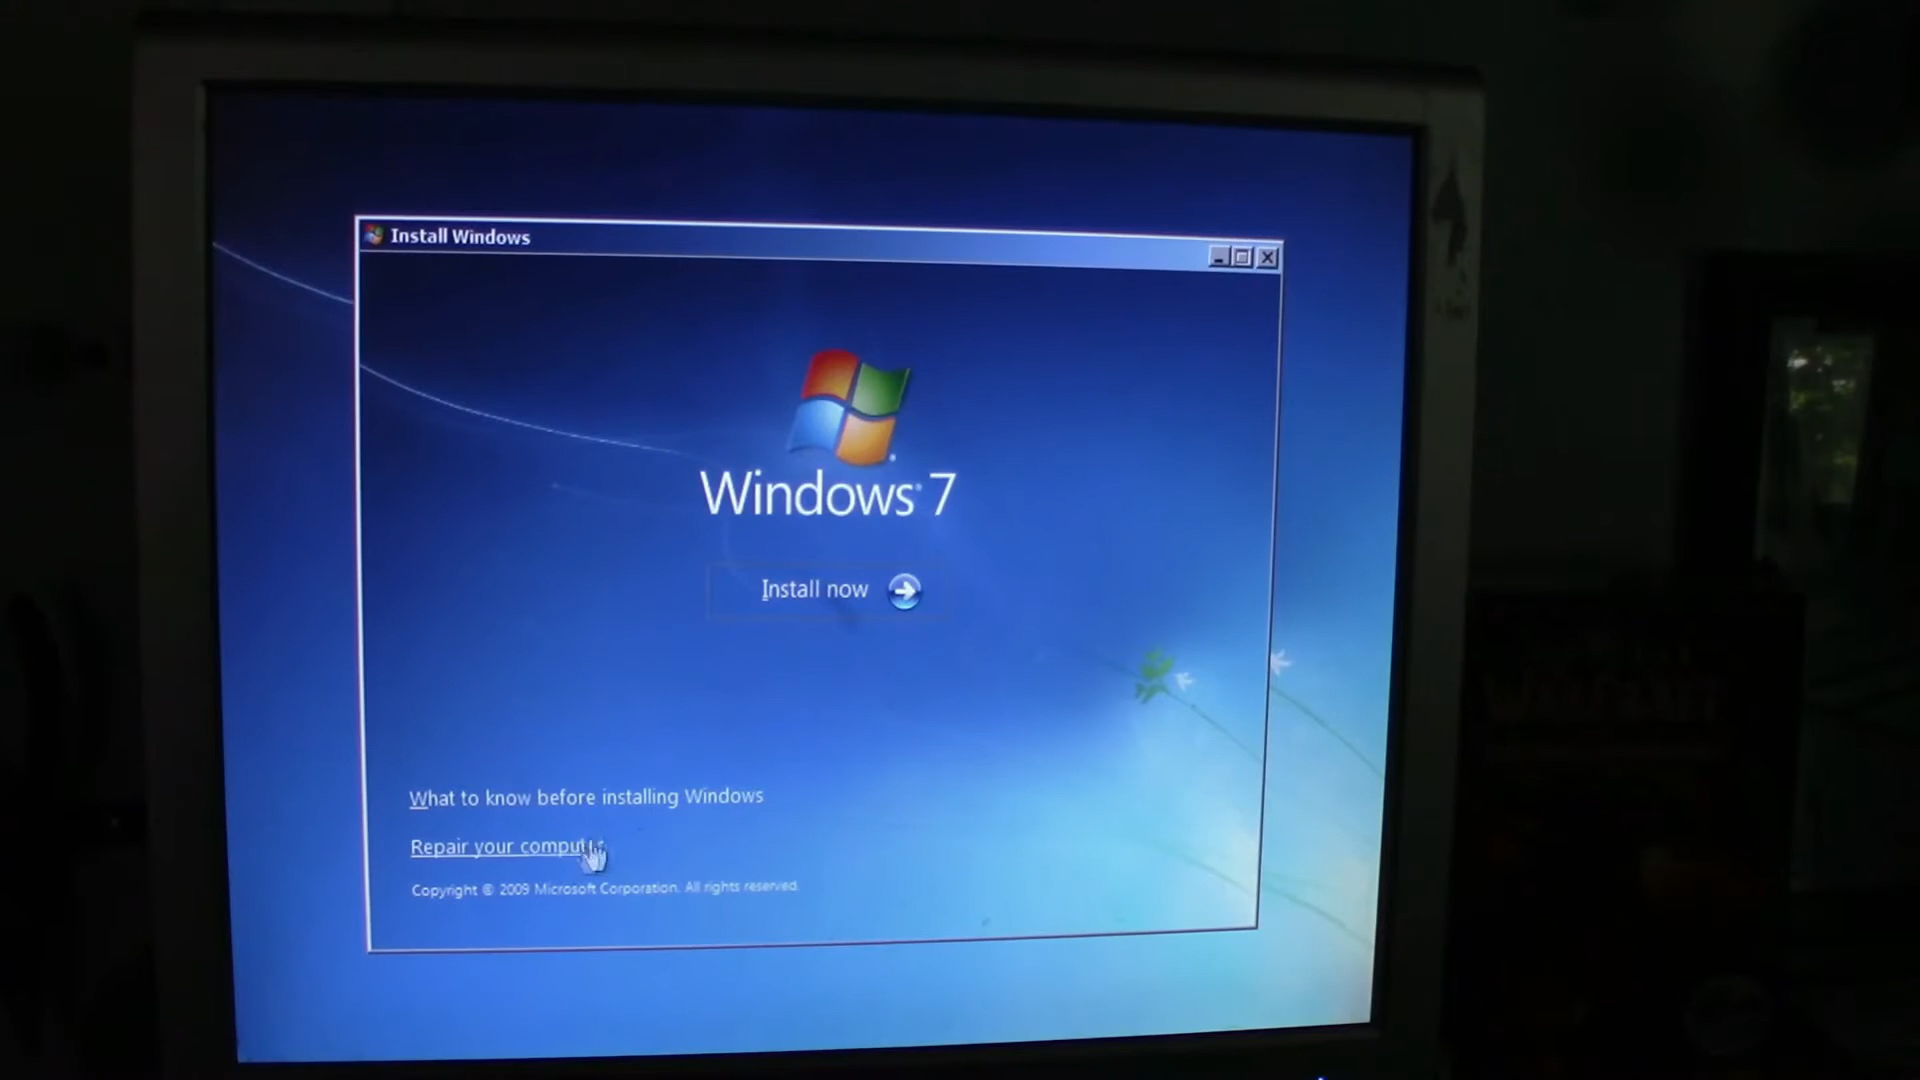 Install Windows
Windows® 7
Install now
What to know before installing Windows
Repair your
Copyright © 2009 Microsoft Corporation. All rights reserved.